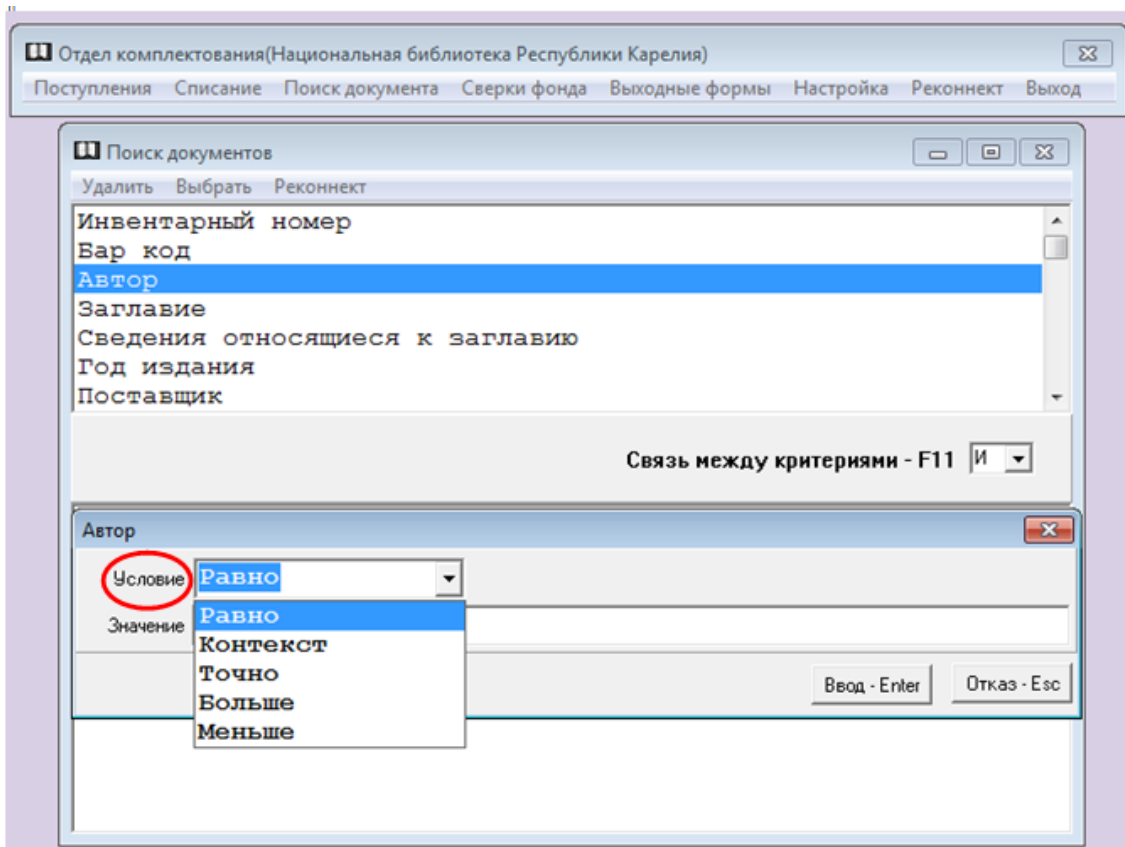 Отдел комплектования(Национальная библиотека Республики Карелия)
Поступления Списание Поиск документа Сверки фонда Выходные формы Настройка Реконнект Выход
Поиск документов
Удалить Выбрать Реконнект
Инвентарный номер
Бар код
Автор
Заглавие
Сведения относящиеся к заглавию
Год издания
Поставщик
Связь между критериями - F11 И
Автор
Условие Равно
Значение
Равно
Контекст
Точно
Больше
Меньше
Ввод - Enter Отказ - Esc